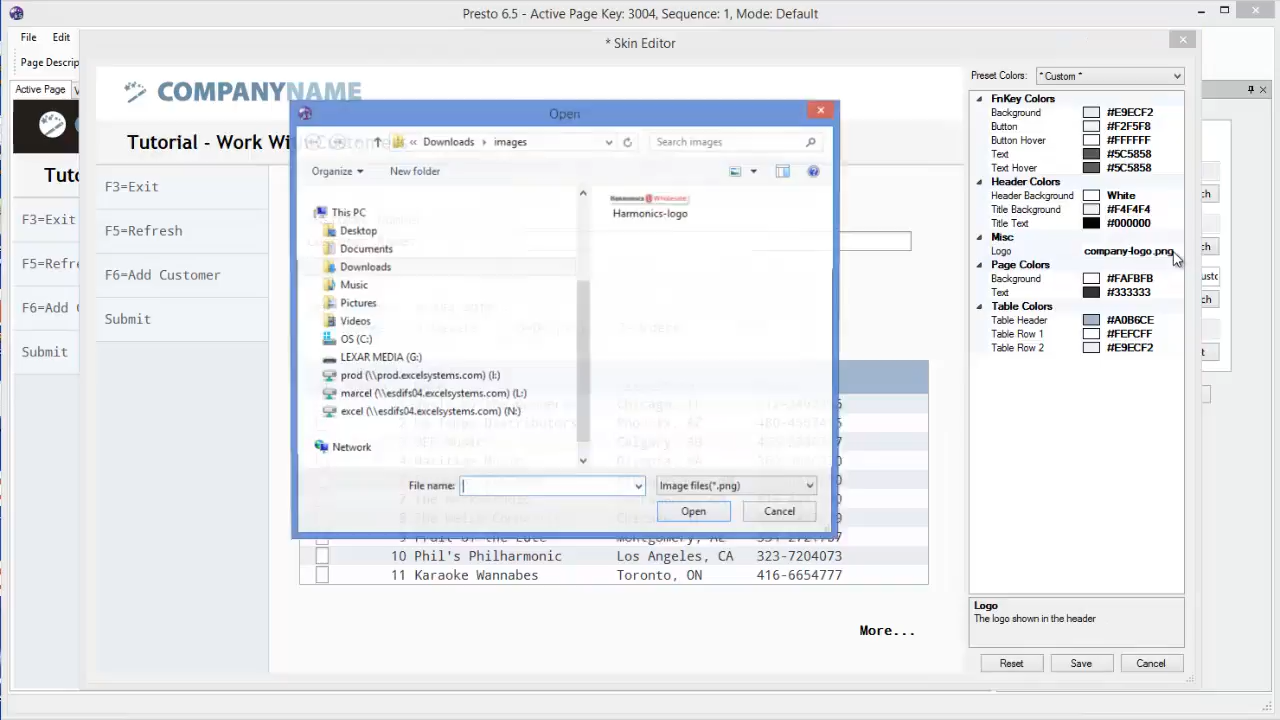 Presto 6.5 - Active Page Key: 3004, Sequence: 1, Mode: Default
File Edit
* Skin Editor
Page Descrip
Active Page
COMPANYNAME
Tutorial - Work Wi
Tuto
F3=Exit
F5=Refre
F6=Add C
Submit
F3=Exit
F5=Refresh
F6=Add Customer
Submit
Open
« Downloads images
Search images
Organize New folder
This PC
Desktop
Documents
Downloads
Music
Pictures
Videos
OS (C:)
LEXAR MEDIA (G:)
prod (\\prod.excelsystems.com) (I:)
marcel (\\esdifs04.excelsystems.com) (L:)
excel (\\esdifs04.excelsystems.com) (N:)
Network
Harmonics-logo
File name:
Image files(*.png)
Open Cancel
10 Phil's Philharmonic Los Angeles, CA 323-7204073
11 Karaoke Wannabes Toronto, ON 416-6654777
More...
Preset Colors: * Custom *
FnKey Colors
Background #E9ECF2
Button #F2F5F8
Button Hover #FFFFFF
Text #5C5858
Text Hover #5C5858
Header Colors
Header Background White
Title Background #F4F4F4
Title Text #000000
Misc
Logo company-logo.png
Page Colors
Background #FAFBFB
Text #333333
Table Colors
Table Header #A0B6CE
Table Row 1 #FEFCFF
Table Row 2 #E9ECF2
Logo
The logo shown in the header
Reset Save Cancel